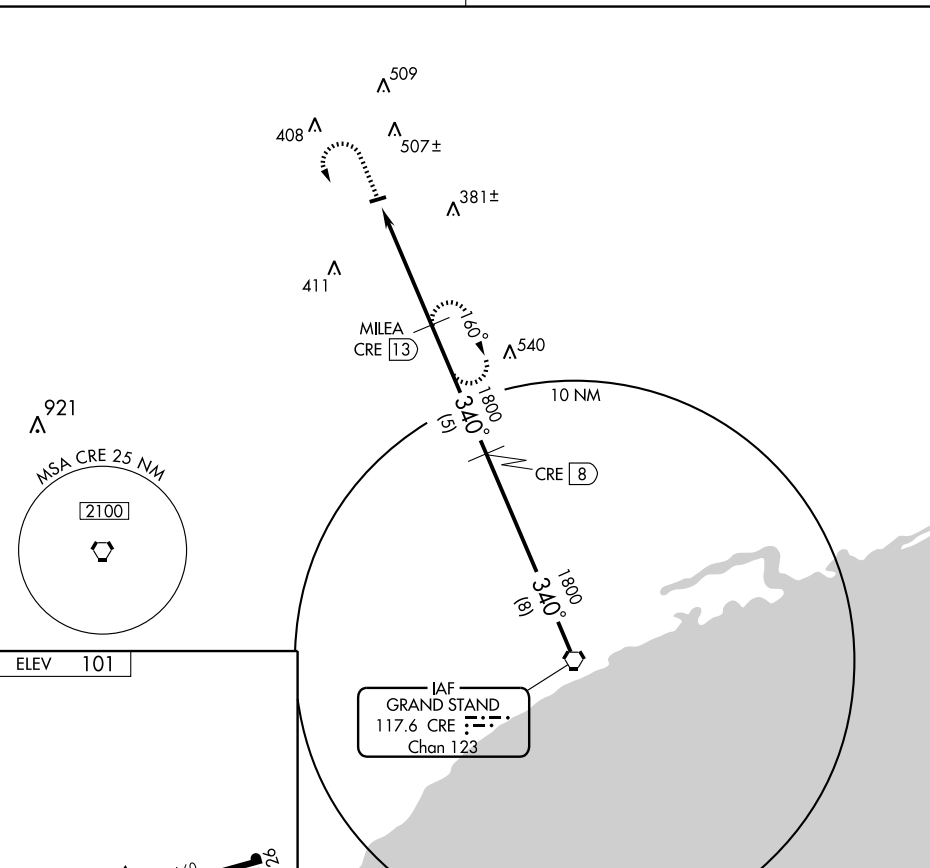 509
408
507±
381±
411
MILEA
CRE 13
160°
540
1800
340°
(5)
10 NM
921
MSA CRE 25 NM
2100
CRE 8
1800
340°
(8)
ELEV 101
IAF
GRAND STAND
117.6 CRE
Chan 123
26